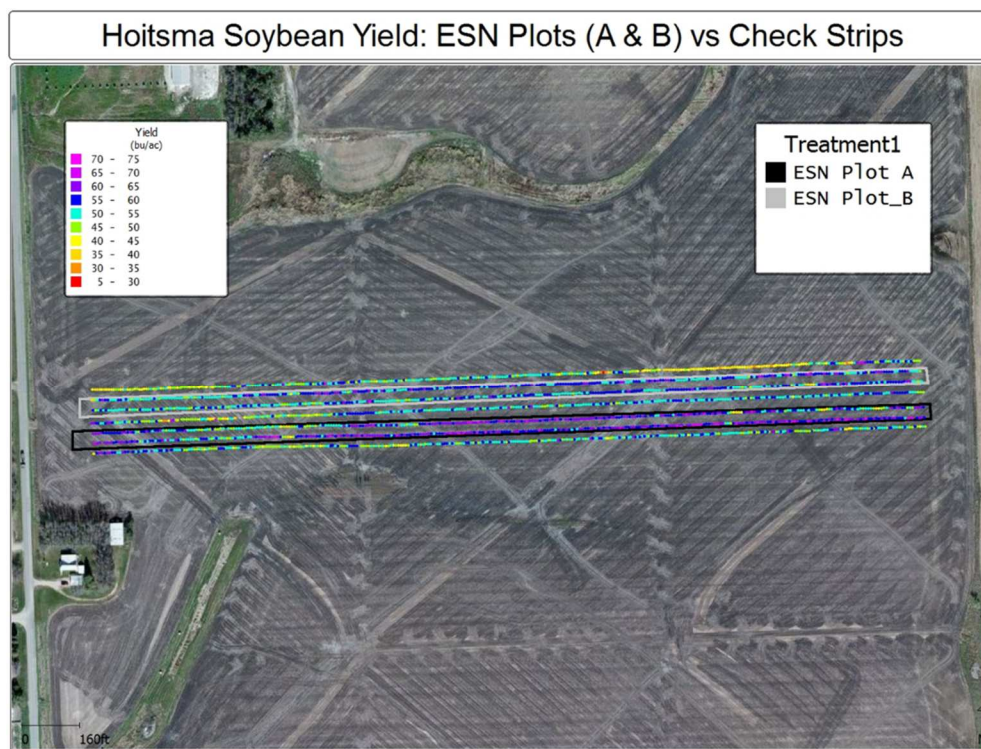 Hoitsma Soybean Yield: ESN Plots (A & B) vs Check Strips
Yield
(bu/ac)
70 - 75
65 - 70
60 - 65
55 - 60
50 - 55
45 - 50
40 - 45
35 - 40
30 - 35
5 - 30
Treatment1
ESN Plot A
ESN Plot_B
0 160ft